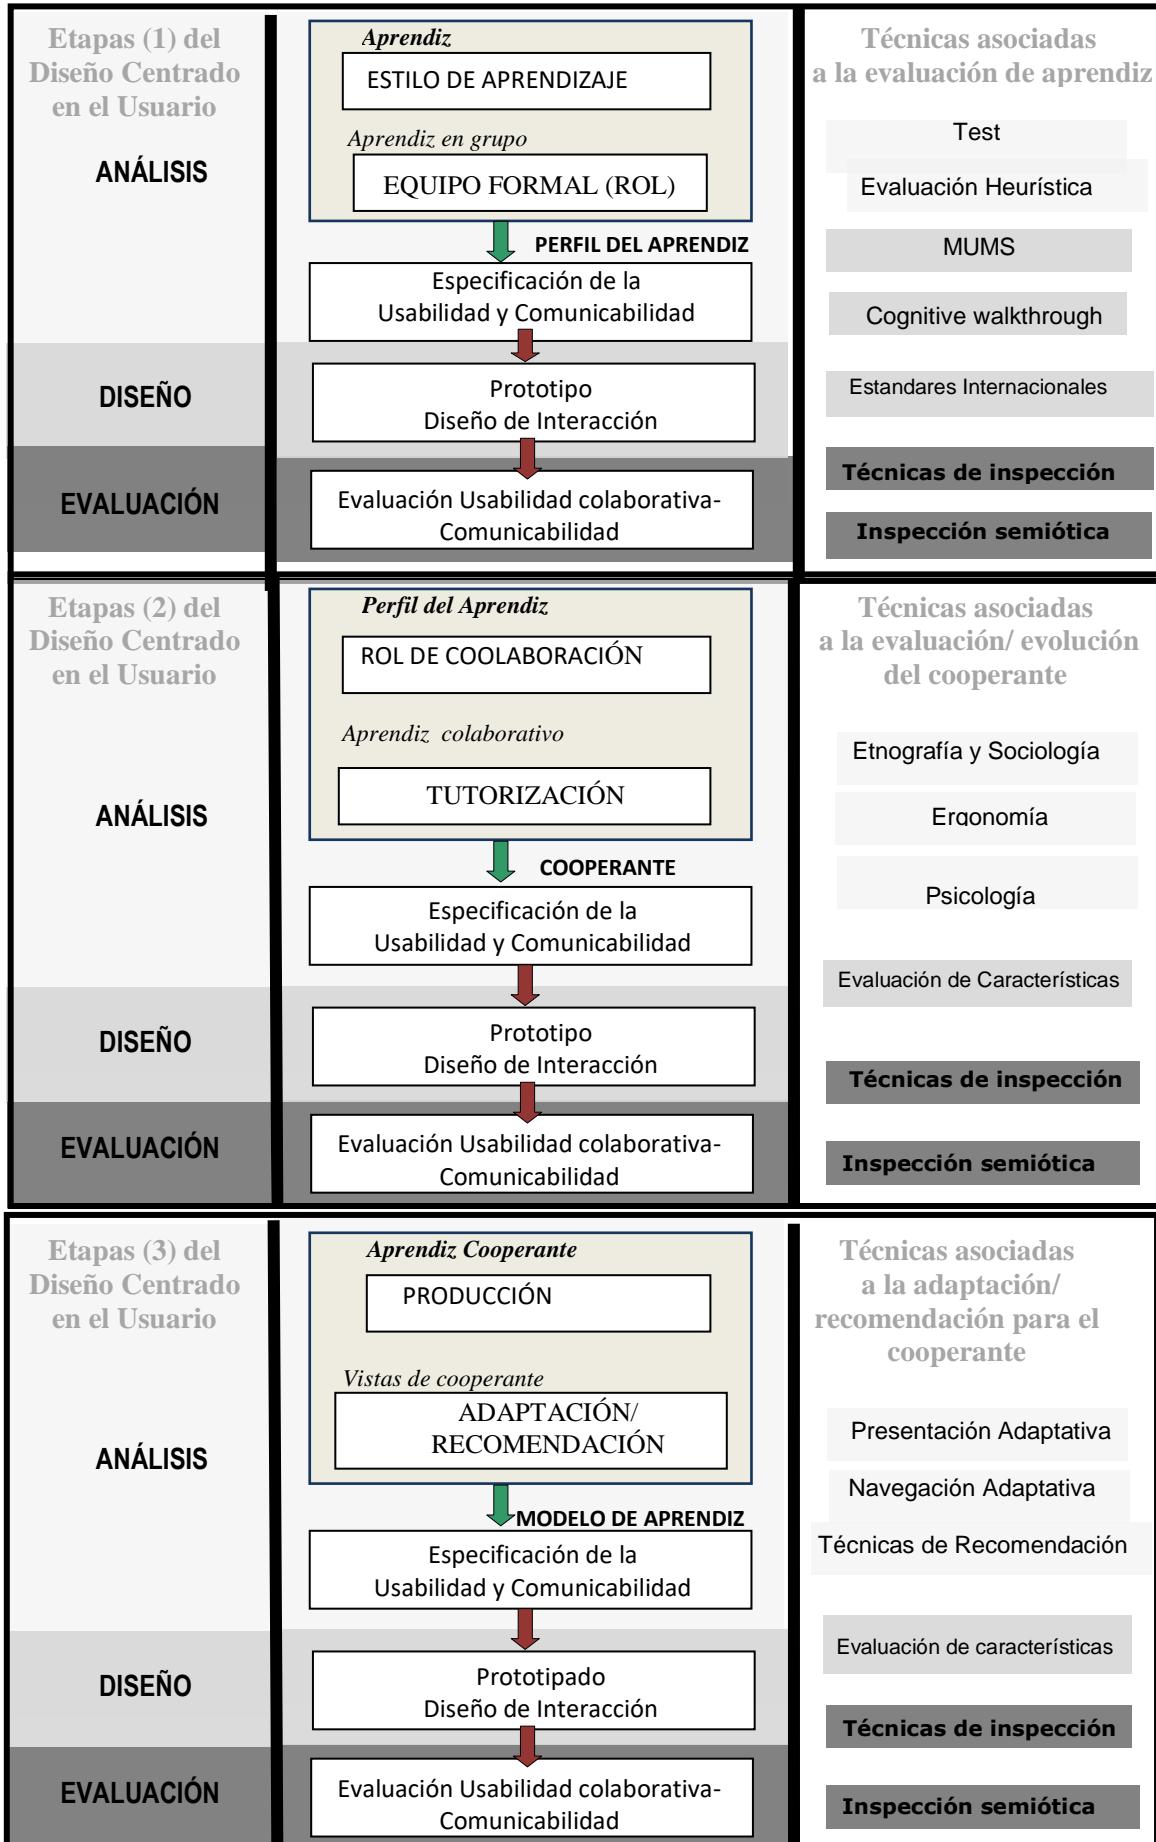 Etapas (1) del
Diseño Centrado
en el Usuario
ANÁLISIS
DISEÑO
EVALUACIÓN
Aprendiz
ESTILO DE APRENDIZAJE
Aprendiz en grupo
EQUIPO FORMAL (ROL)
PERFIL DEL APRENDIZ
Especificación de la
Usabilidad y Comunicabilidad
Prototipo
Diseño de Interacción
Evaluación Usabilidad colaborativa-
Comunicabilidad
Técnicas asociadas
a la evaluación de aprendiz
Test
Evaluación Heurística
MUMS
Cognitive walkthrough
Estandares Internacionales
Técnicas de inspección
Inspección semiótica
Etapas (2) del
Diseño Centrado
en el Usuario
ANÁLISIS
DISEÑO
EVALUACIÓN
Perfil del Aprendiz
ROL DE COOLABORACIÓN
Aprendiz colaborativo
TUTORIZACIÓN
COOPERANTE
Especificación de la
Usabilidad y Comunicabilidad
Prototipo
Diseño de Interacción
Evaluación Usabilidad colaborativa-
Comunicabilidad
Técnicas asociadas
a la evaluación/ evolución
del cooperante
Etnografía y Sociología
Ergonomía
Psicología
Evaluación de Característícas
Técnicas de inspección
Inspección semiótica
Etapas (3) del
Diseño Centrado
en el Usuario
ANÁLISIS
DISEÑO
EVALUACIÓN
Aprendiz Cooperante
PRODUCCIÓN
Vistas de cooperante
ADAPTACIÓN/
RECOMENDACIÓN
MODELO DE APRENDIZ
Especificación de la
Usabilidad y Comunicabilidad
Prototipado
Diseño de Interacción
Evaluación Usabilidad colaborativa-
Comunicabilidad
Técnicas asociadas
a la adaptación/
recomendación para el
cooperante
Presentación Adaptativa
Navegación Adaptativa
Técnicas de Recomendación
Evaluación de característícas
Técnicas de inspección
Inspección semiótica